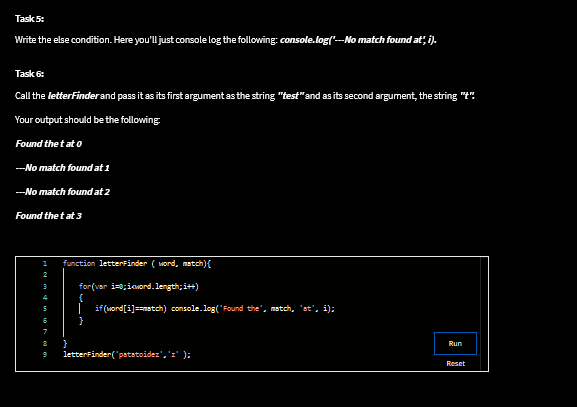 Task 5:
Write the else condition. Here you'll just console log the following: console.log('---No match found at', i).
Task 6:
Call the letterFinder and pass it as its first argument as the string "test" and as its second argument, the string "t".
Your output should be the following:
Found the t at 0
---No match found at 1
---No match found at 2
Found the t at 3
1 function letterFinder ( word, match){
2
3 for(var i=0;i<word.length;i++)
4 {
5 if(word[i]==match) console.log('Found the', match, 'at', i);
6 }
7
8 }
9 letterFinder('patatoidez','z' );
Run
Reset